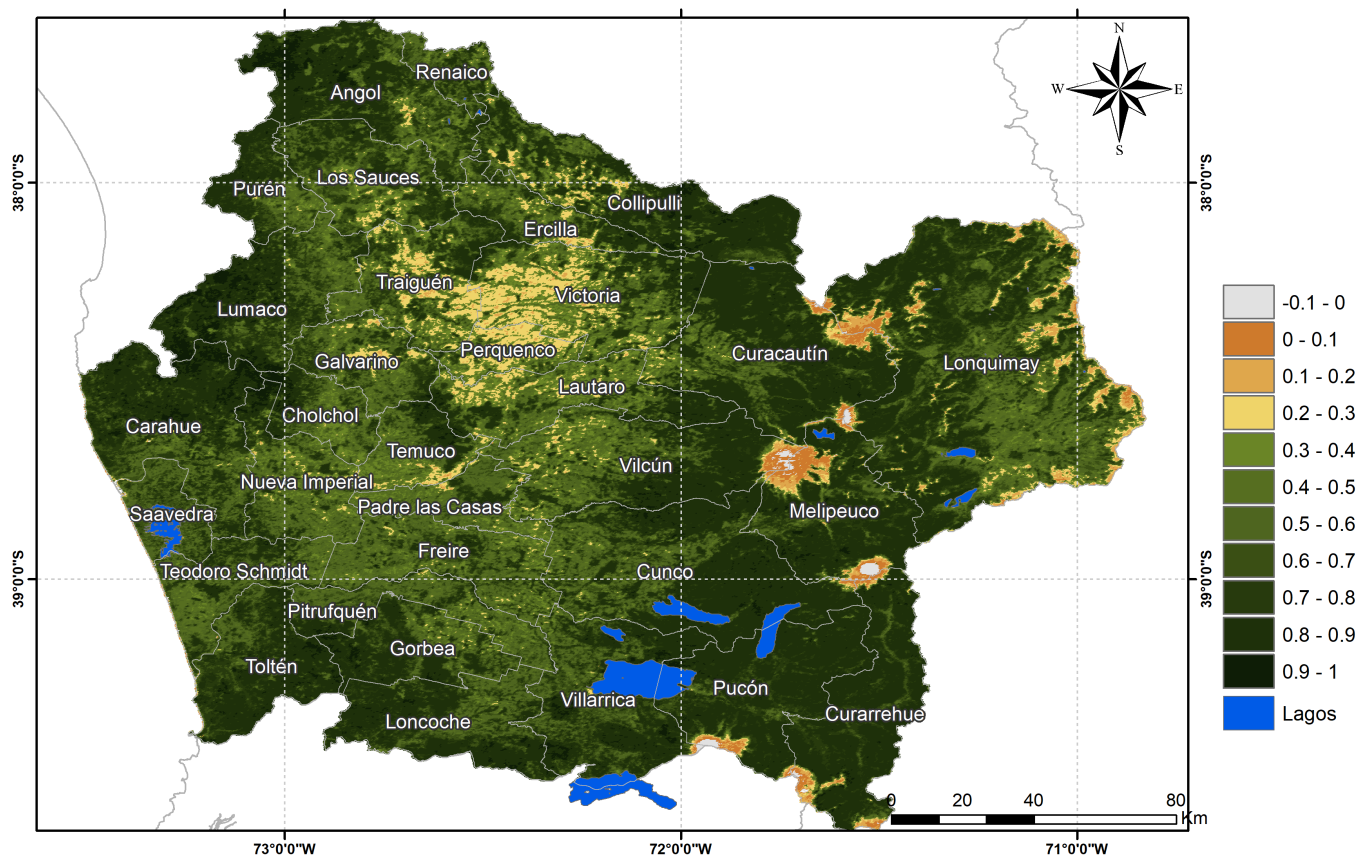 N
W
E
S
Renaico
Angol
Los Sauces
Purén
Collipulli
Ercilla
Traiguén
Victoria
Lumaco
Perquenco
Curacautín
Galvarino
Lonquimay
Lautaro
Cholchol
Carahue
Temuco
Vilcún
Nueva Imperial
Padre las Casas
Melipeuco
Saavedra
Freire
Teodoro Schmidt
Cunco
Pitrufquén
Gorbea
Toltén
Pucón
Villarrica
Curarrehue
Loncoche
38°0'0"S
38°0'0"S
39°0'0"S
39°0'0"S
73°0'0"W
72°0'0"W
71°0'0"W
0 20 40 80
Km
-0.1 - 0
0 - 0.1
0.1 - 0.2
0.2 - 0.3
0.3 - 0.4
0.4 - 0.5
0.5 - 0.6
0.6 - 0.7
0.7 - 0.8
0.8 - 0.9
0.9 - 1
Lagos